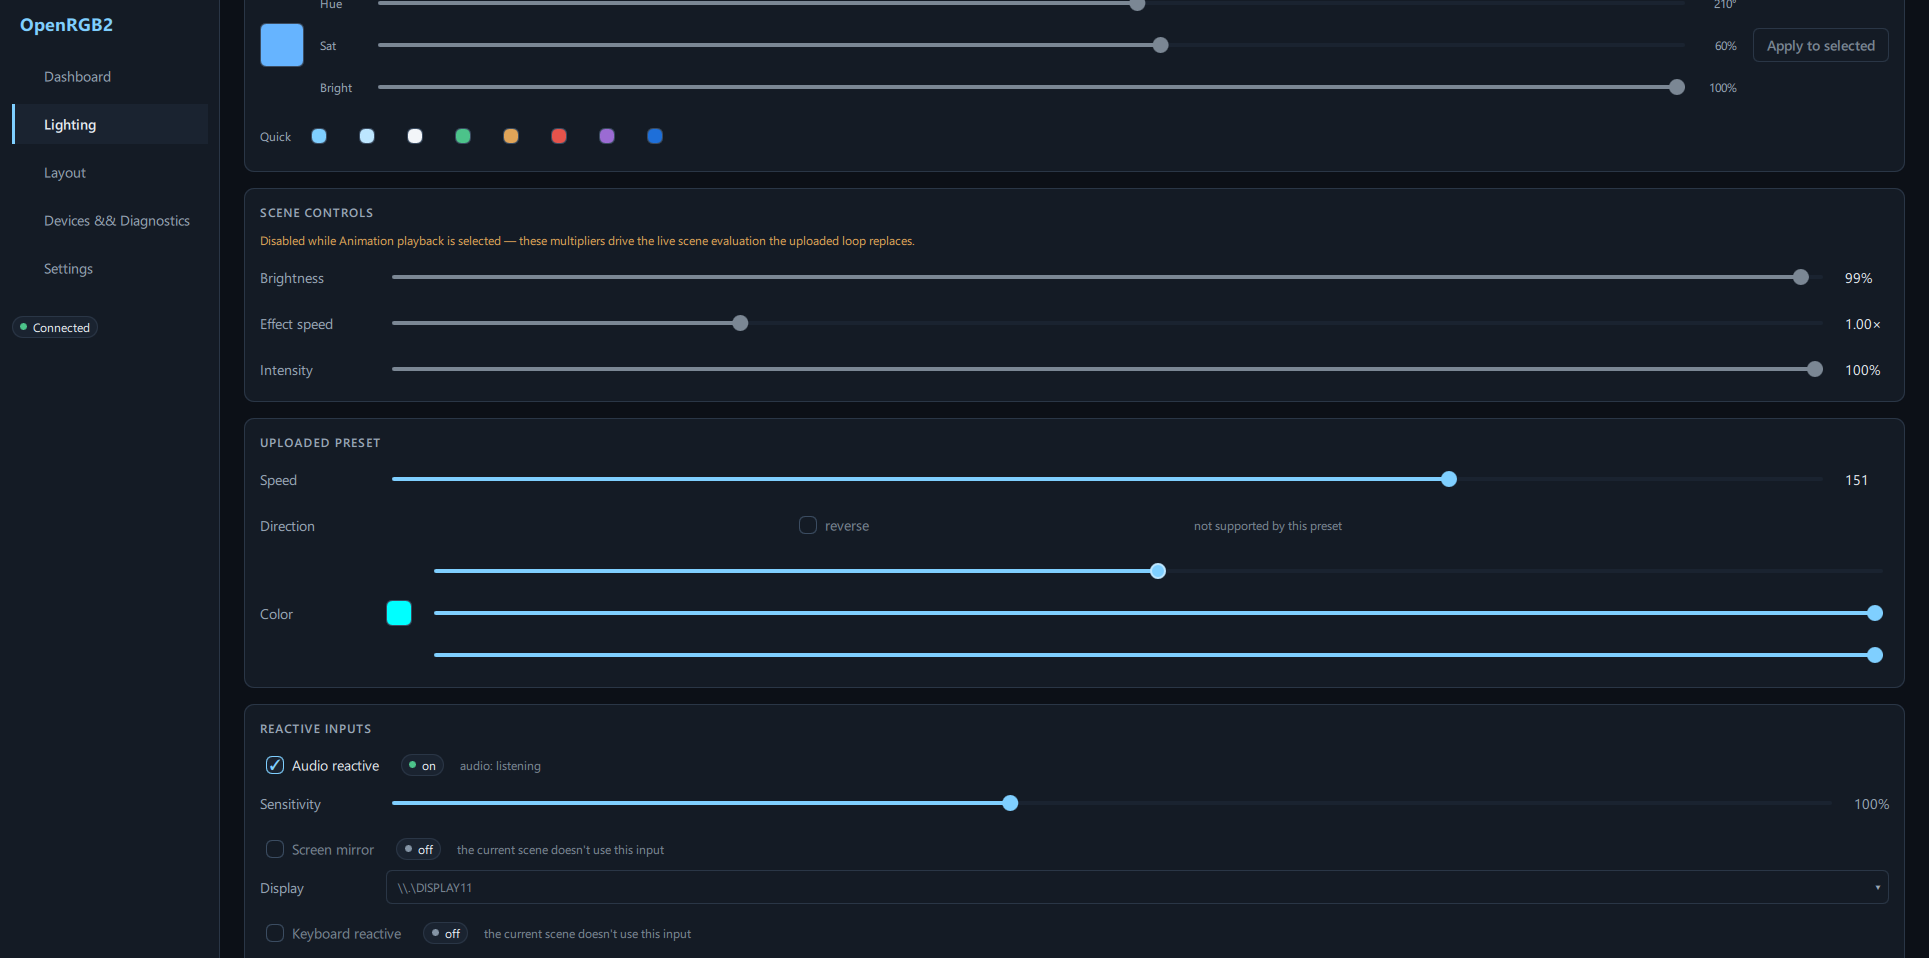 OpenRGB2
Dashboard
Lighting
Layout
Devices && Diagnostics
Settings
Connected
Hue 210°
Sat 60% Apply to selected
Bright 100%
Quick
SCENE CONTROLS
Disabled while Animation playback is selected — these multipliers drive the live scene evaluation the uploaded loop replaces.
Brightness 99%
Effect speed 1.00×
Intensity 100%
UPLOADED PRESET
Speed 151
Direction reverse not supported by this preset
Color
REACTIVE INPUTS
Audio reactive on audio: listening
Sensitivity 100%
Screen mirror off the current scene doesn't use this input
Display \\.\DISPLAY11
Keyboard reactive off the current scene doesn't use this input